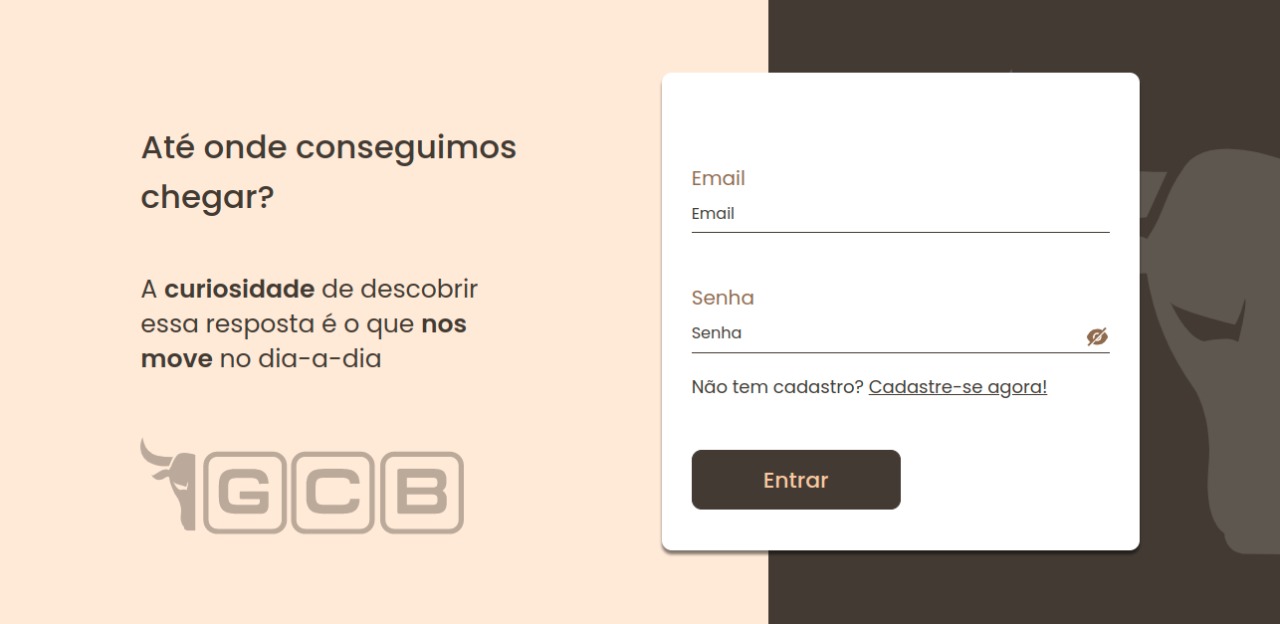 Até onde conseguimos
chegar?
A curiosidade de descobrir
essa resposta é o que nos
move no dia-a-dia
GCB
Email
Email
Senha
Senha
Não tem cadastro? Cadastre-se agora!
Entrar